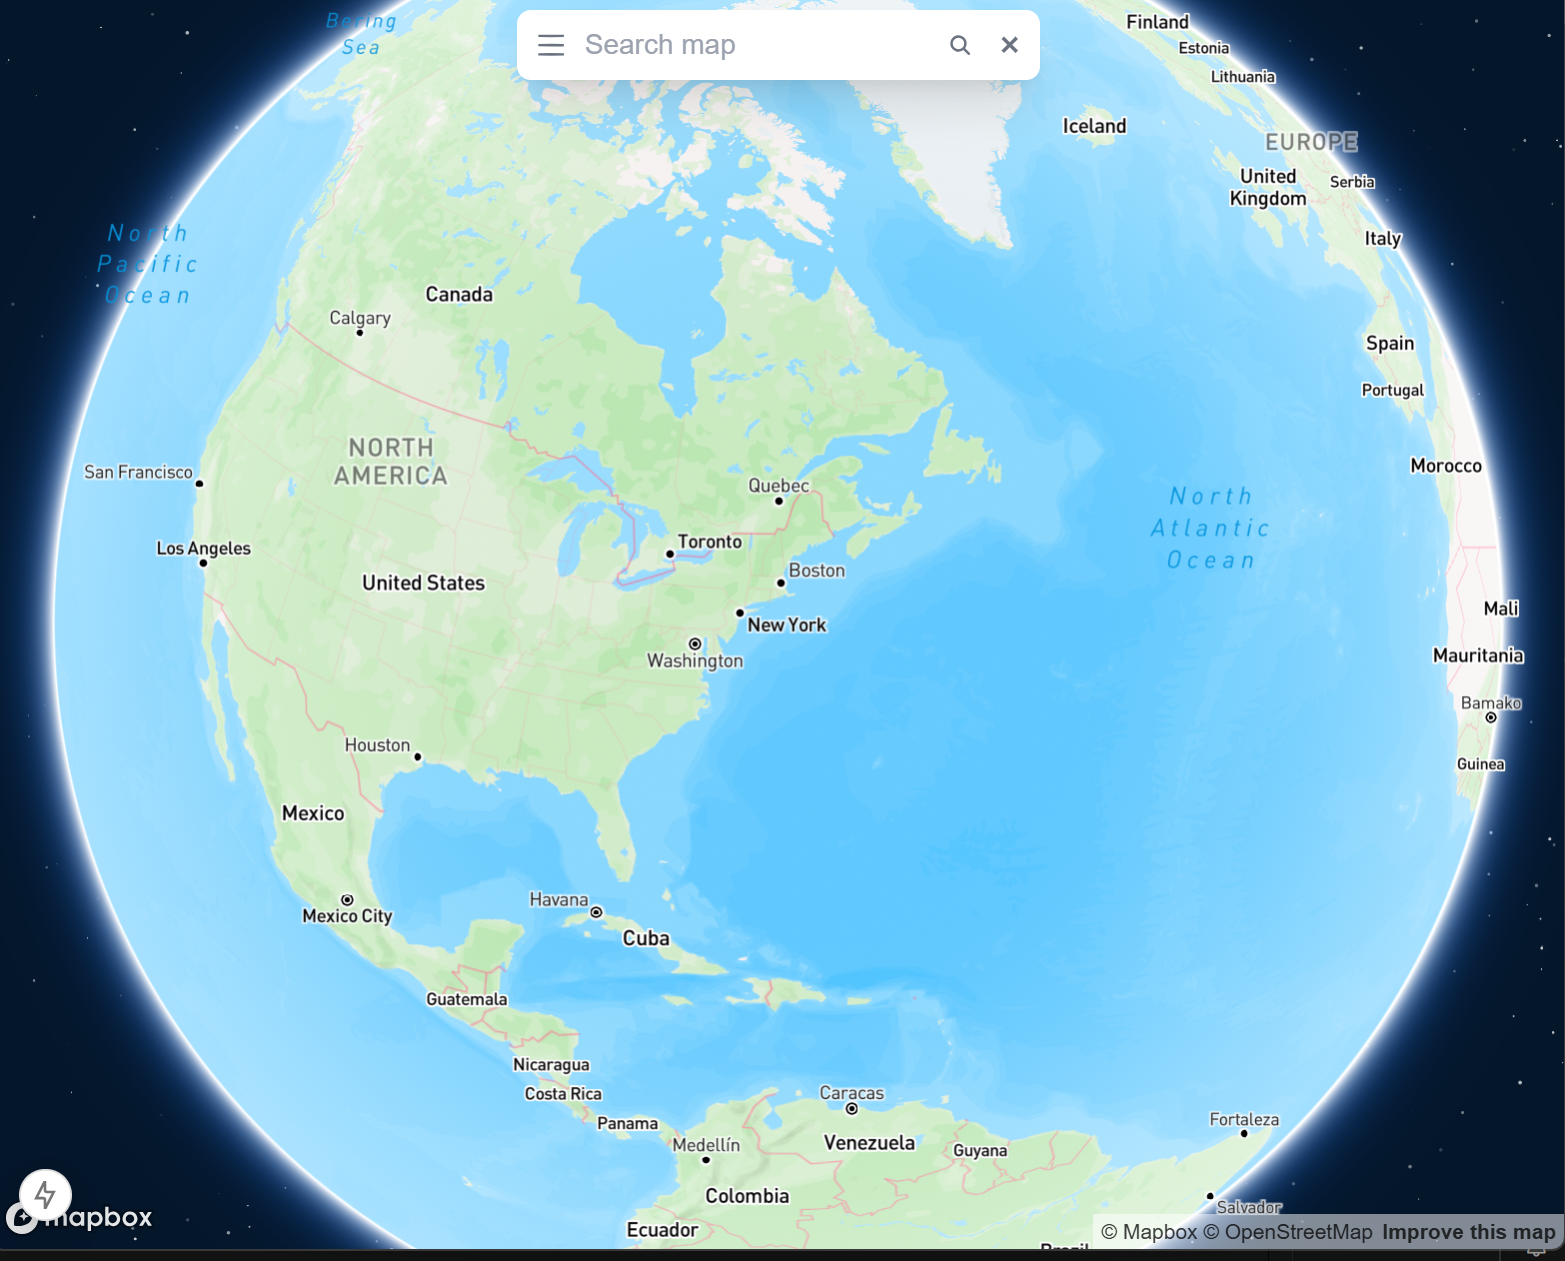 Bering
Sea
Search map
Finland
Estonia
Lithuania
Iceland
EUROPE
United
Kingdom
Serbia
Italy
North
Pacific
Ocean
Canada
Calgary
Spain
Portugal
NORTH
AMERICA
San Francisco
Morocco
Quebec
North
Atlantic
Ocean
Toronto
Los Angeles
Boston
United States
New York
Mali
Washington
Mauritania
Bamako
Houston
Guinea
Mexico
Havana
Mexico City
Cuba
Guatemala
Nicaragua
Costa Rica
Caracas
Panama
Fortaleza
Medellín
Venezuela
Guyana
Colombia
Salvador
Ecuador
mapbox
© Mapbox © OpenStreetMap Improve this map
Brazil